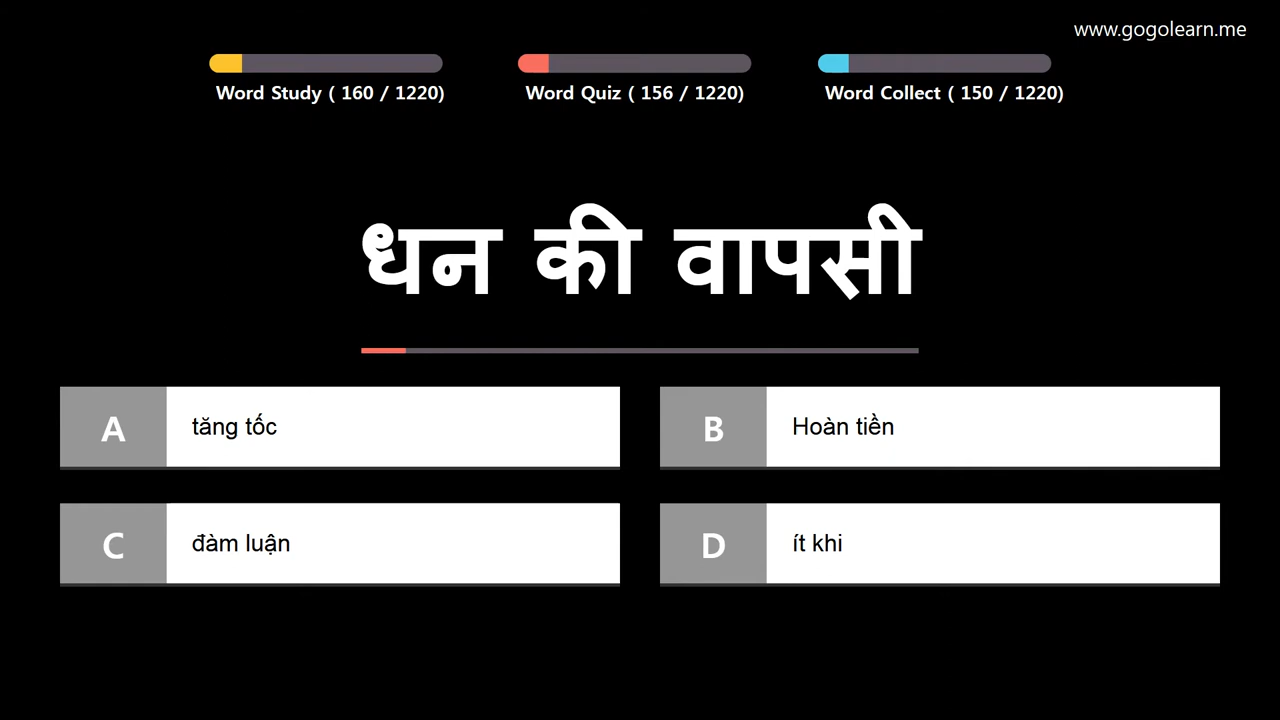 www.gogolearn.me
Word Study ( 160 / 1220)
Word Quiz ( 156 / 1220)
Word Collect ( 150 / 1220)
धन की वापसी
A
tăng tốc
B
Hoàn tiền
C
đàm luận
D
ít khi